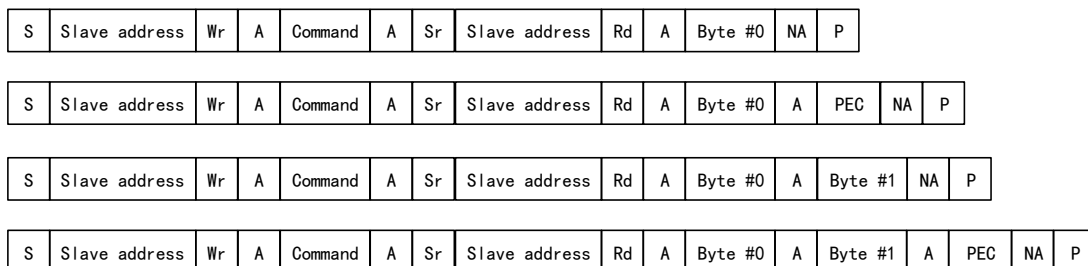 S Slave address Wr A Command A Sr Slave address Rd A Byte #0 NA P
S Slave address Wr A Command A Sr Slave address Rd A Byte #0 A PEC NA P
S Slave address Wr A Command A Sr Slave address Rd A Byte #0 A Byte #1 NA P
S Slave address Wr A Command A Sr Slave address Rd A Byte #0 A Byte #1 A PEC NA P